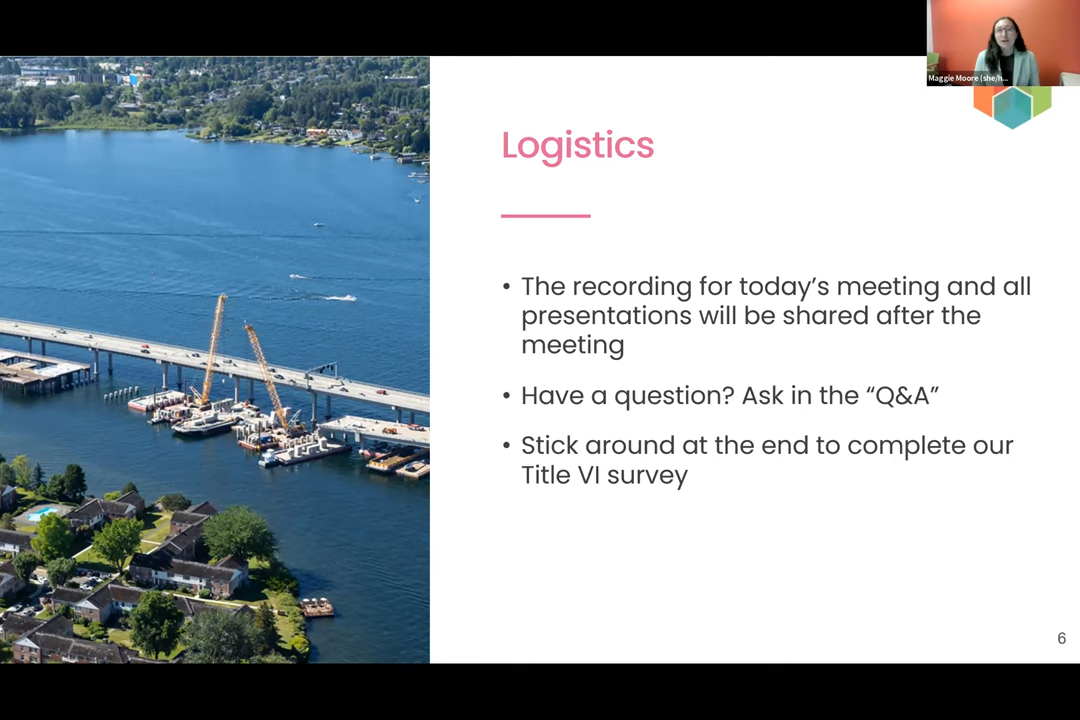 Maggie Moore (she/h...
Logistics
• The recording for today’s meeting and all
presentations will be shared after the
meeting
• Have a question? Ask in the “Q&A”
• Stick around at the end to complete our
Title VI survey
6